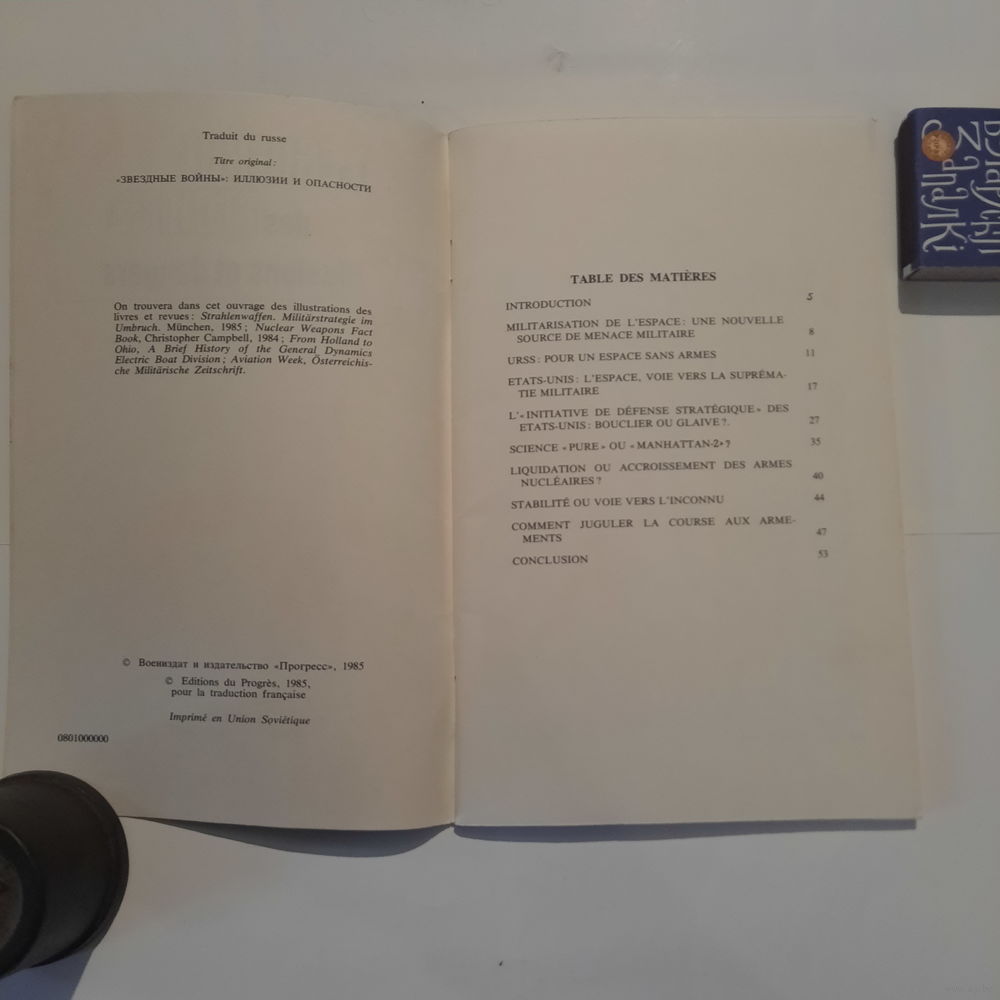 Traduit du russe
Titre original:
«ЗВЕЗДНЫЕ ВОЙНЫ»: ИЛЛЮЗИИ И ОПАСНОСТИ
On trouvera dans cet ouvrage des illustrations des
livres et revues: Strahlenwaffen. Militärstrategie im
Umbruch. München, 1985; Nuclear Weapons Fact
Book, Christopher Campbell, 1984; From Holland to
Ohio, A Brief History of the General Dynamics
Electric Boat Division; Aviation Week, Österreichis-
che Militärische Zeitschrift.
© Воениздат и издательство «Прогресс», 1985
© Editions du Progrès, 1985,
pour la traduction française
Imprimé en Union Soviétique
0801000000
TABLE DES MATIÈRES
INTRODUCTION 5
MILITARISATION DE L'ESPACE: UNE NOUVELLE
SOURCE DE MENACE MILITAIRE 8
URSS: POUR UN ESPACE SANS ARMES 11
ETATS-UNIS: L'ESPACE, VOIE VERS LA SUPRÉMA-
TIE MILITAIRE 17
L'«INITIATIVE DE DÉFENSE STRATÉGIQUE» DES
ETATS-UNIS: BOUCLIER OU GLAIVE?. 27
SCIENCE «PURE» OU «MANHATTAN-2»? 35
LIQUIDATION OU ACCROISSEMENT DES ARMES
NUCLÉAIRES? 40
STABILITÉ OU VOIE VERS L'INCONNU 44
COMMENT JUGULER LA COURSE AUX ARME-
MENTS 47
CONCLUSION 53
запалкі